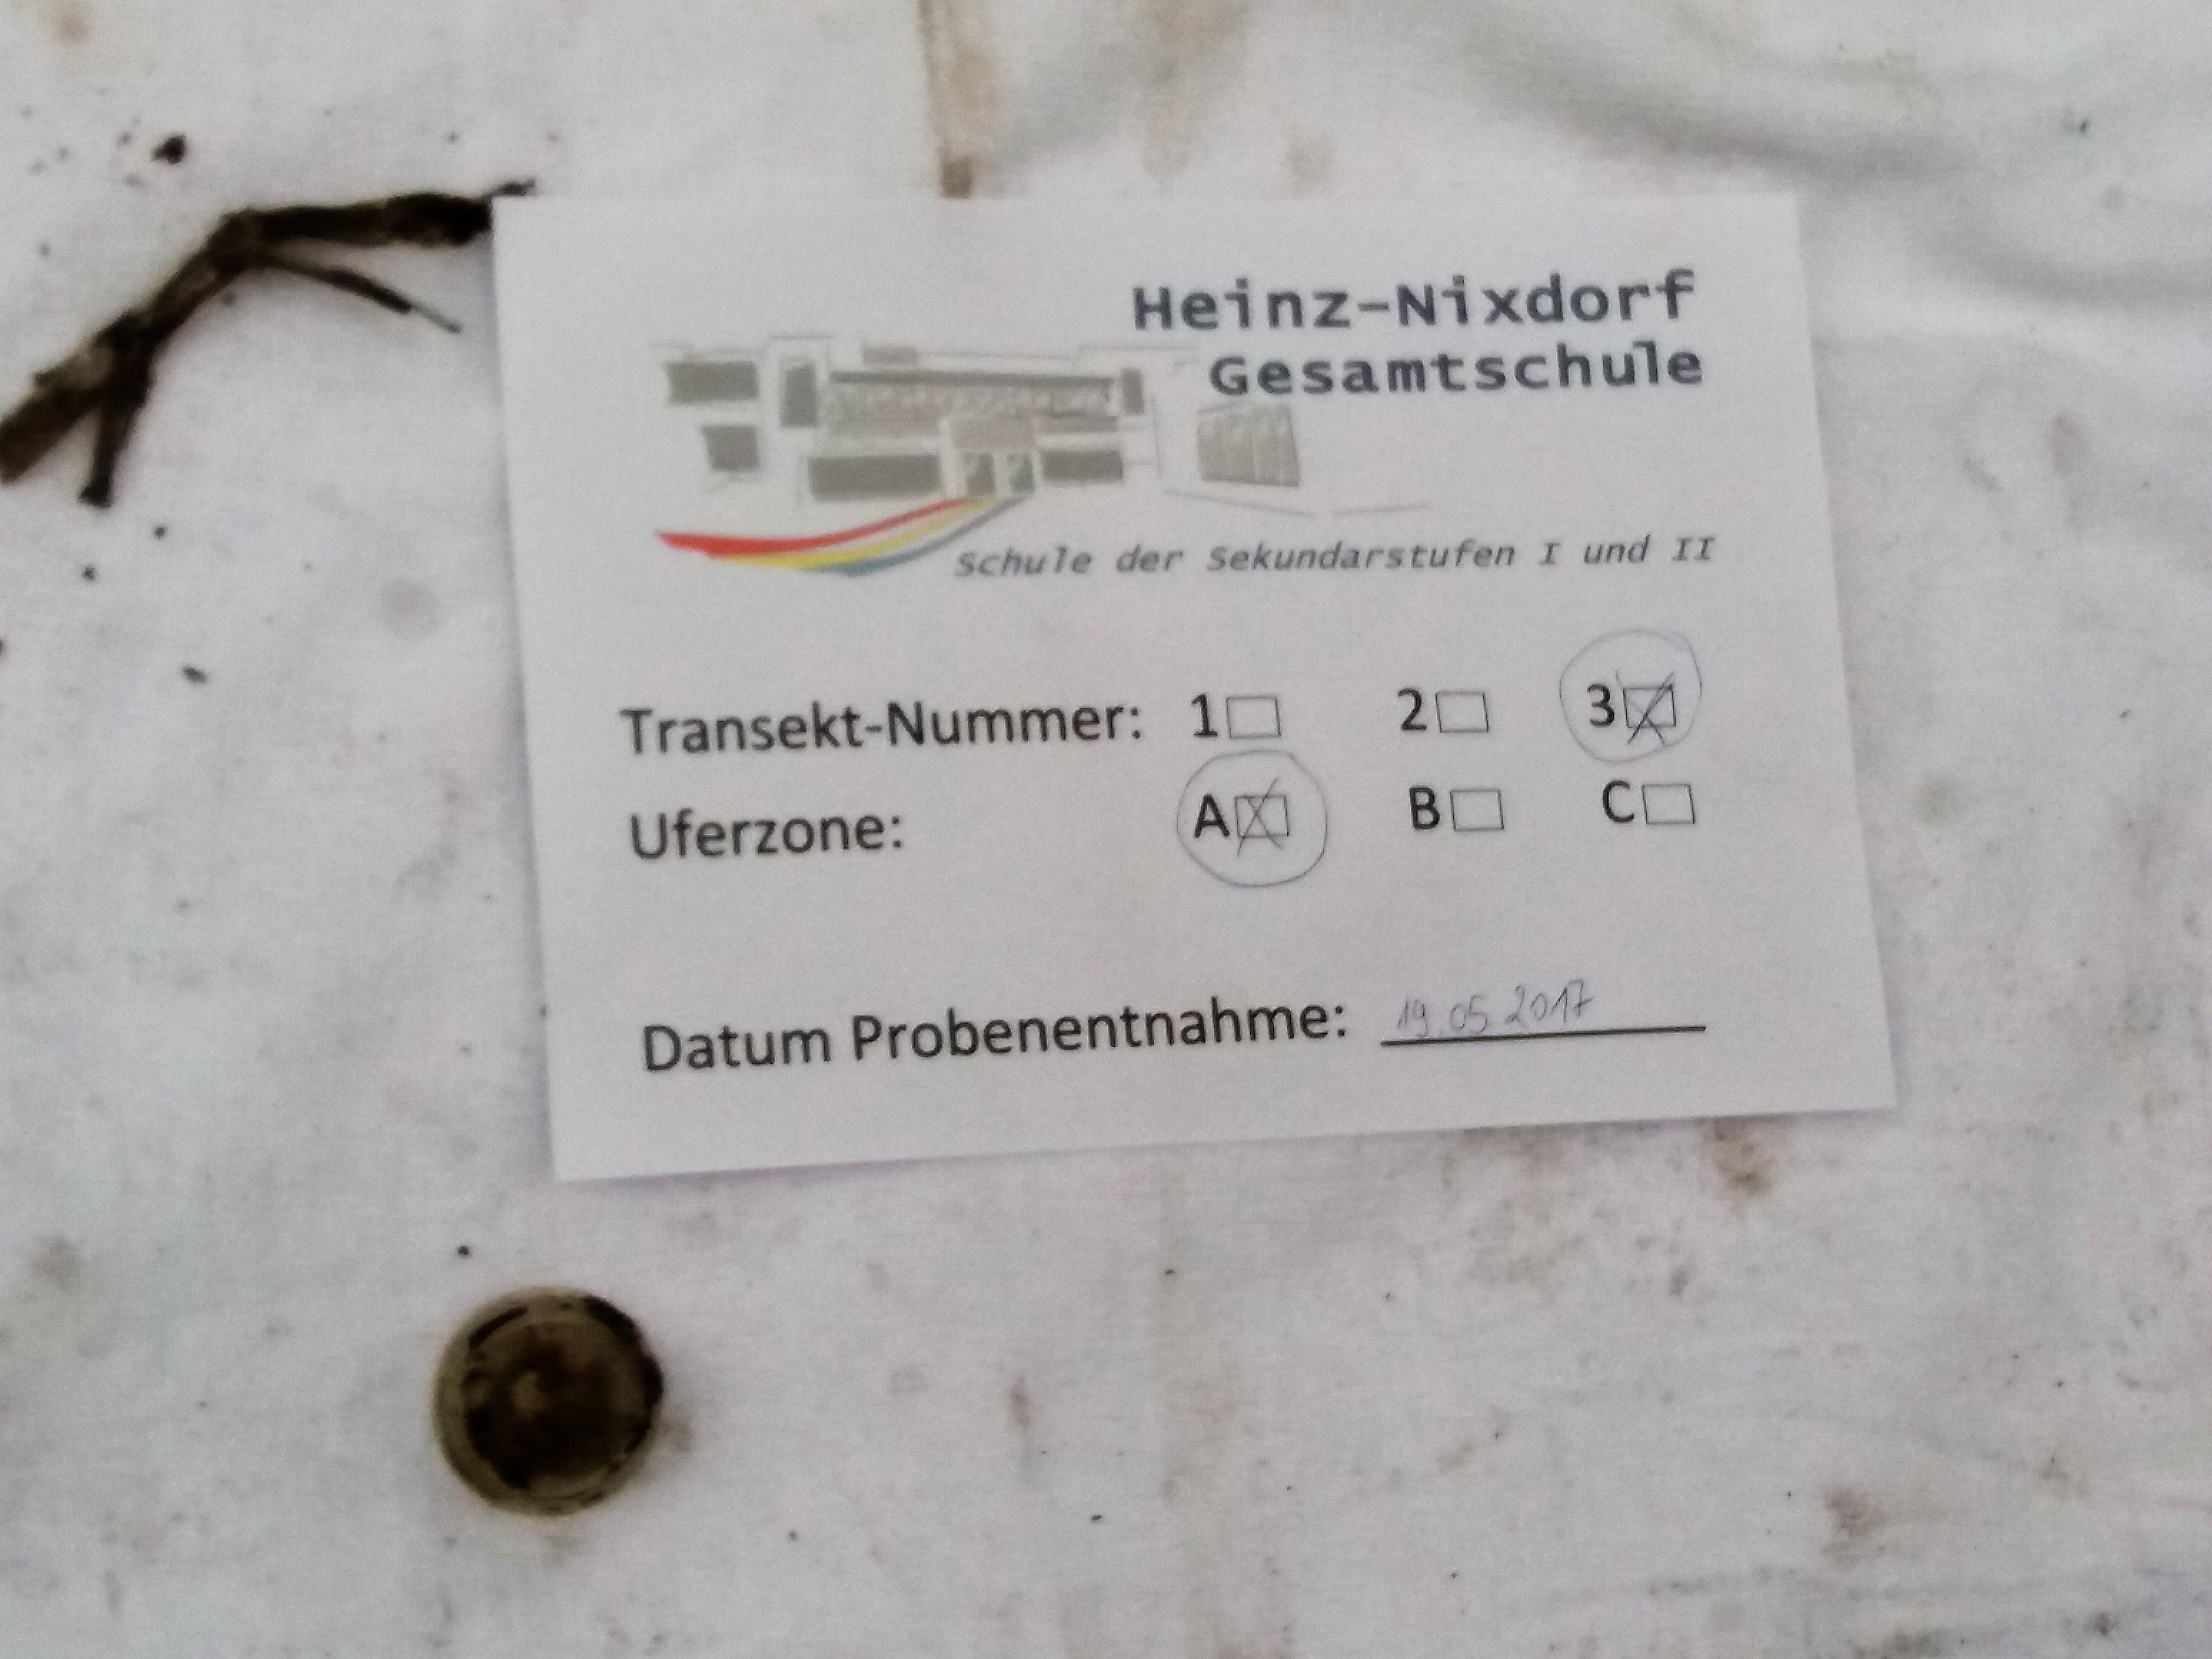 Heinz-Nixdorf
Gesamtschule
Schule der Sekundarstufen I und II
Transekt-Nummer: 1 ☐ 2 ☐ 3 ☒
Uferzone: A ☒ B ☐ C ☐
Datum Probenentnahme: 19.05.2017